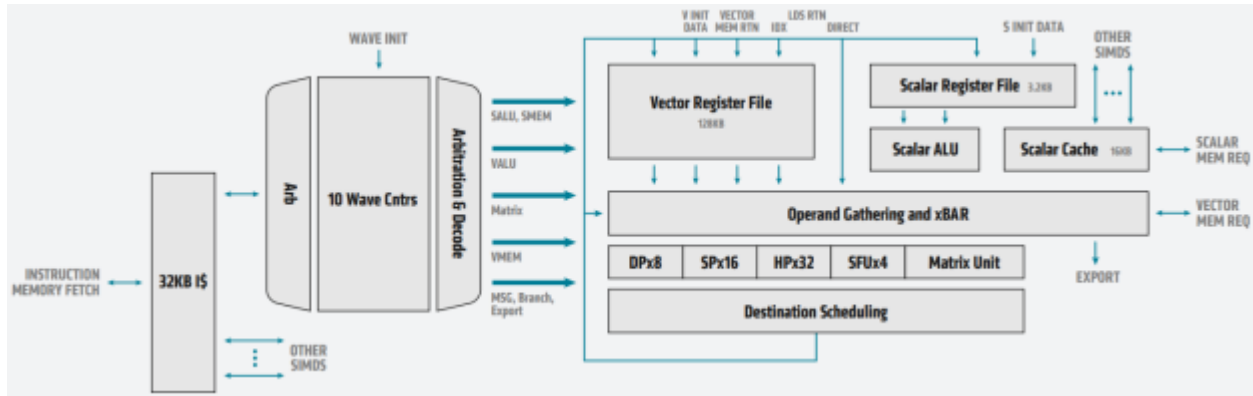 WAVE INIT
V INIT
DATA
VECTOR
MEM RTN
IDX
LDS RTN
DIRECT
S INIT DATA
OTHER
SIMDS
Vector Register File
128KB
Scalar Register File 3.2KB
Scalar ALU
Scalar Cache 16KB
SCALAR
MEM REQ
Arb
10 Wave Cntrs
Arbitration & Decode
SALU, SMEM
VALU
Matrix
VMEM
MSG, Branch,
Export
Operand Gathering and xBAR
VECTOR
MEM REQ
EXPORT
DPx8 SPx16 HPx32 SFUx4 Matrix Unit
Destination Scheduling
INSTRUCTION
MEMORY FETCH
32KB I$
OTHER
SIMDS